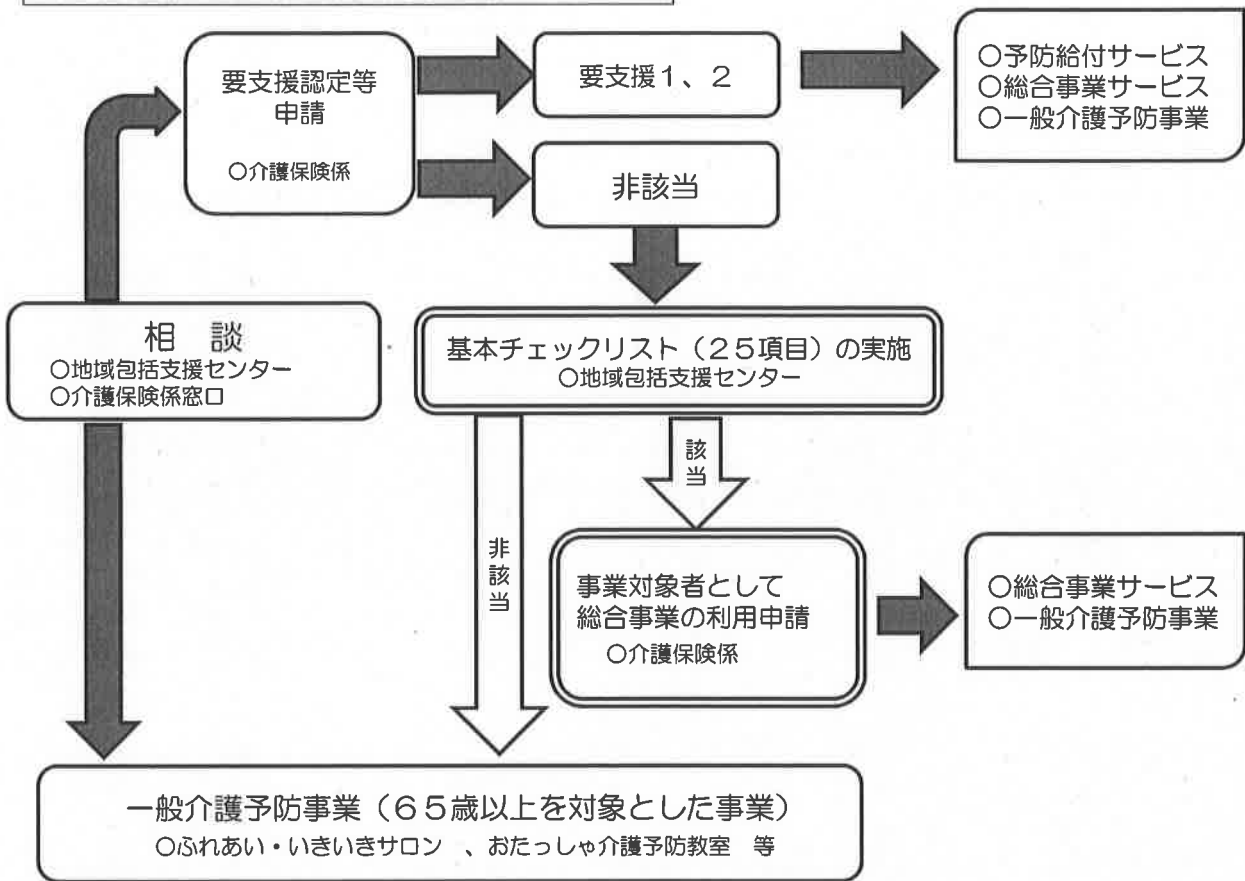 要支援認定等
申請
○介護保険係
要支援1、2
○予防給付サービス
○総合事業サービス
○一般介護予防事業
非該当
相　談
○地域包括支援センター
○介護保険係窓口
基本チェックリスト（25項目）の実施
○地域包括支援センター
非該当
該当
事業対象者として
総合事業の利用申請
○介護保険係
○総合事業サービス
○一般介護予防事業
一般介護予防事業（65歳以上を対象とした事業）
○ふれあい・いきいきサロン　、おたっしゃ介護予防教室　等